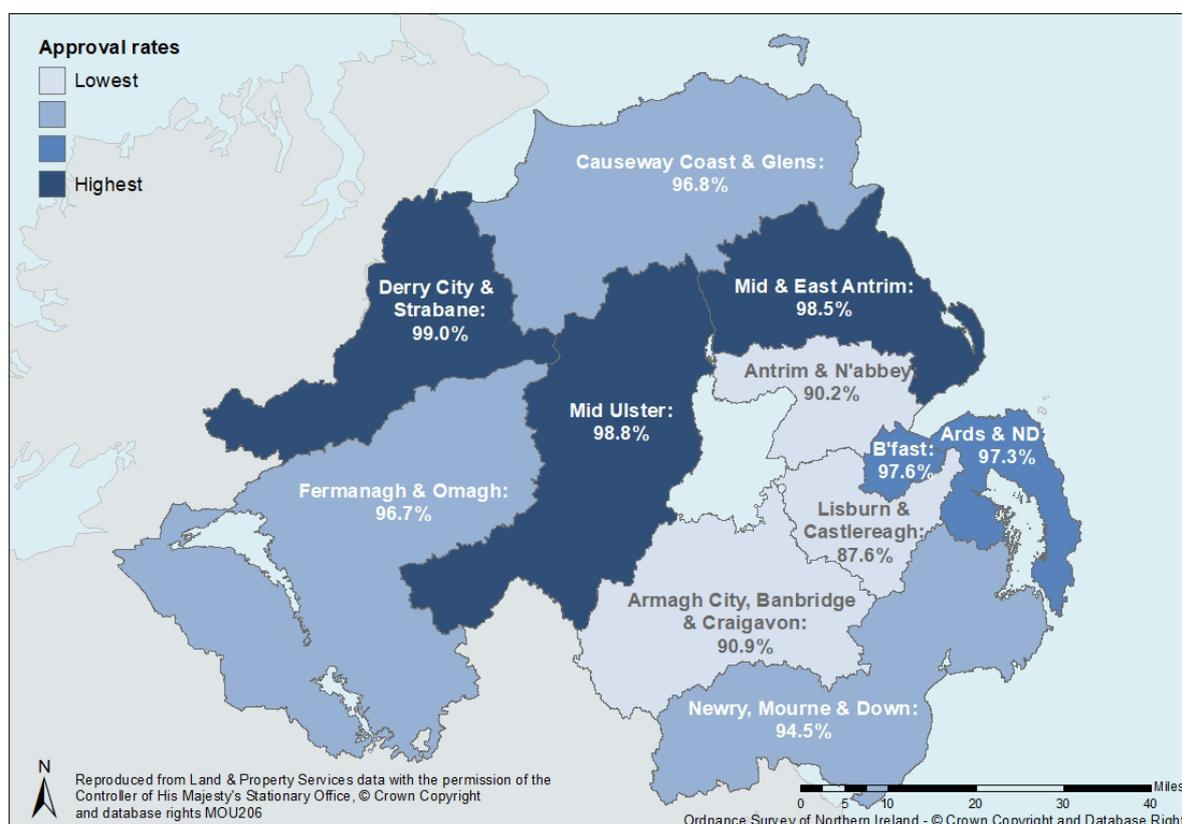 Approval rates
Lowest
Highest
Causeway Coast & Glens:
96.8%
Derry City &
Strabane:
99.0%
Mid & East Antrim:
98.5%
Antrim & N'abbey
90.2%
Mid Ulster:
98.8%
B'fast:
97.6%
Ards & ND:
97.3%
Fermanagh & Omagh:
96.7%
Lisburn &
Castlereagh:
87.6%
Armagh City, Banbridge
& Craigavon:
90.9%
Newry, Mourne & Down:
94.5%
N
Reproduced from Land & Property Services data with the permission of the
Controller of His Majesty's Stationary Office, © Crown Copyright
and database rights MOU206
Miles
0 5 10 20 30 40
Ordnance Survey of Northern Ireland - © Crown Copyright and Database Right